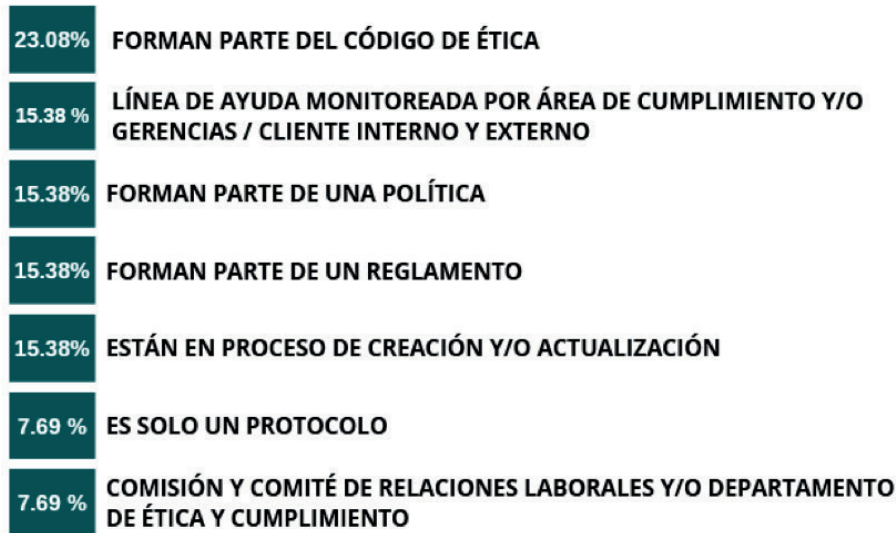 23.08% FORMAN PARTE DEL CÓDIGO DE ÉTICA
15.38 % LÍNEA DE AYUDA MONITOREADA POR ÁREA DE CUMPLIMIENTO Y/O
GERENCIAS / CLIENTE INTERNO Y EXTERNO
15.38% FORMAN PARTE DE UNA POLÍTICA
15.38% FORMAN PARTE DE UN REGLAMENTO
15.38% ESTÁN EN PROCESO DE CREACIÓN Y/O ACTUALIZACIÓN
7.69 % ES SOLO UN PROTOCOLO
7.69 % COMISIÓN Y COMITÉ DE RELACIONES LABORALES Y/O DEPARTAMENTO
DE ÉTICA Y CUMPLIMIENTO